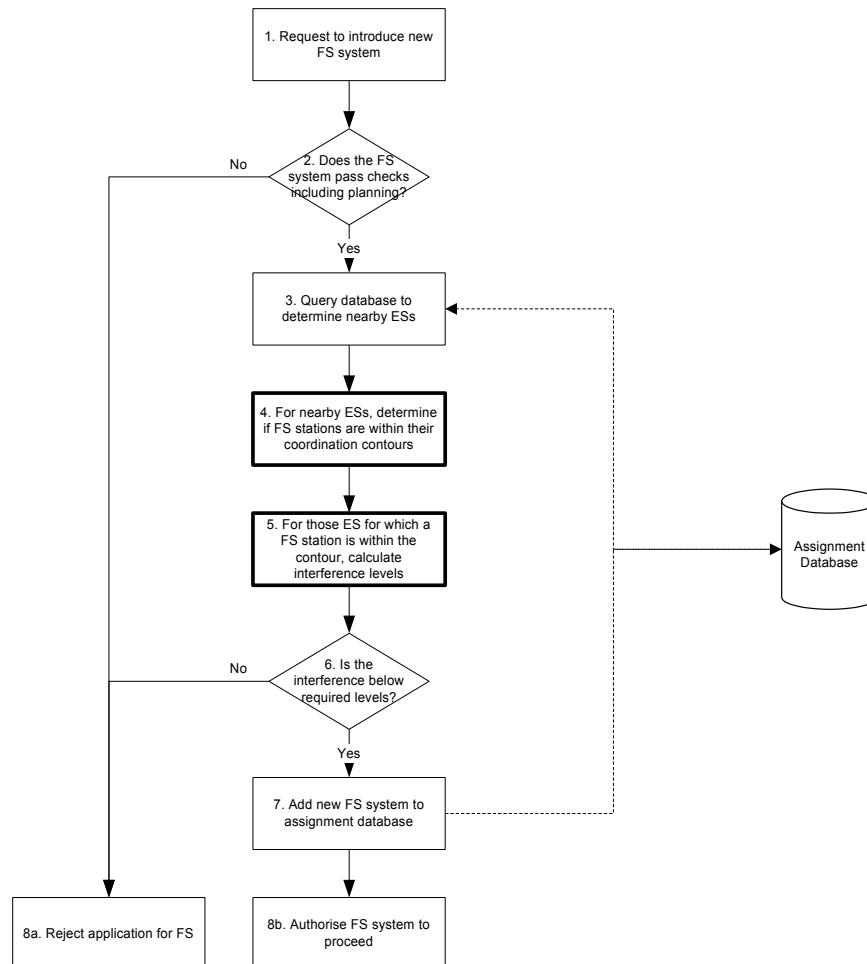 1. Request to introduce new
FS system
No
2. Does the FS
system pass checks
including planning?
Yes
3. Query database to
determine nearby ESs
4. For nearby ESs, determine
if FS stations are within their
coordination contours
5. For those ES for which a
FS station is within the
contour, calculate
interference levels
Assignment
Database
No
6. Is the
interference below
required levels?
Yes
7. Add new FS system to
assignment database
8a. Reject application for FS
8b. Authorise FS system to
proceed